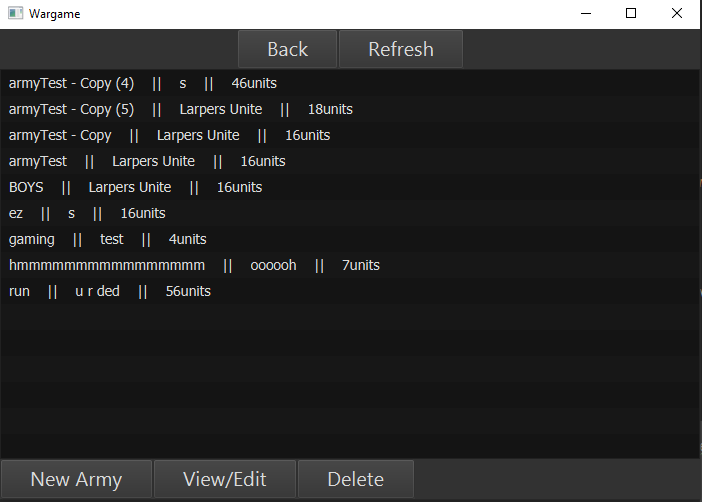 Wargame
Back Refresh
armyTest - Copy (4) || s || 46units
armyTest - Copy (5) || Larpers Unite || 18units
armyTest - Copy || Larpers Unite || 16units
armyTest || Larpers Unite || 16units
BOYS || Larpers Unite || 16units
ez || s || 16units
gaming || test || 4units
hmmmmmmmmmmmmmmmm || oooooh || 7units
run || u r ded || 56units
New Army View/Edit Delete